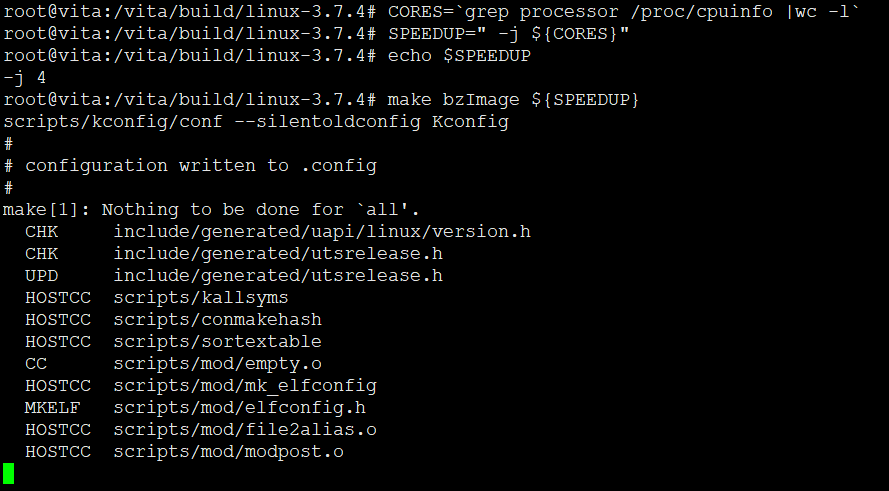 root@vita:/vita/build/linux-3.7.4# CORES=`grep processor /proc/cpuinfo |wc -l`
root@vita:/vita/build/linux-3.7.4# SPEEDUP=" -j ${CORES}"
root@vita:/vita/build/linux-3.7.4# echo $SPEEDUP
-j 4
root@vita:/vita/build/linux-3.7.4# make bzImage ${SPEEDUP}
scripts/kconfig/conf --silentoldconfig Kconfig
#
# configuration written to .config
#
make[1]: Nothing to be done for `all'.
  CHK     include/generated/uapi/linux/version.h
  CHK     include/generated/utsrelease.h
  UPD     include/generated/utsrelease.h
  HOSTCC  scripts/kallsyms
  HOSTCC  scripts/conmakehash
  HOSTCC  scripts/sortextable
  CC      scripts/mod/empty.o
  HOSTCC  scripts/mod/mk_elfconfig
  MKELF   scripts/mod/elfconfig.h
  HOSTCC  scripts/mod/file2alias.o
  HOSTCC  scripts/mod/modpost.o